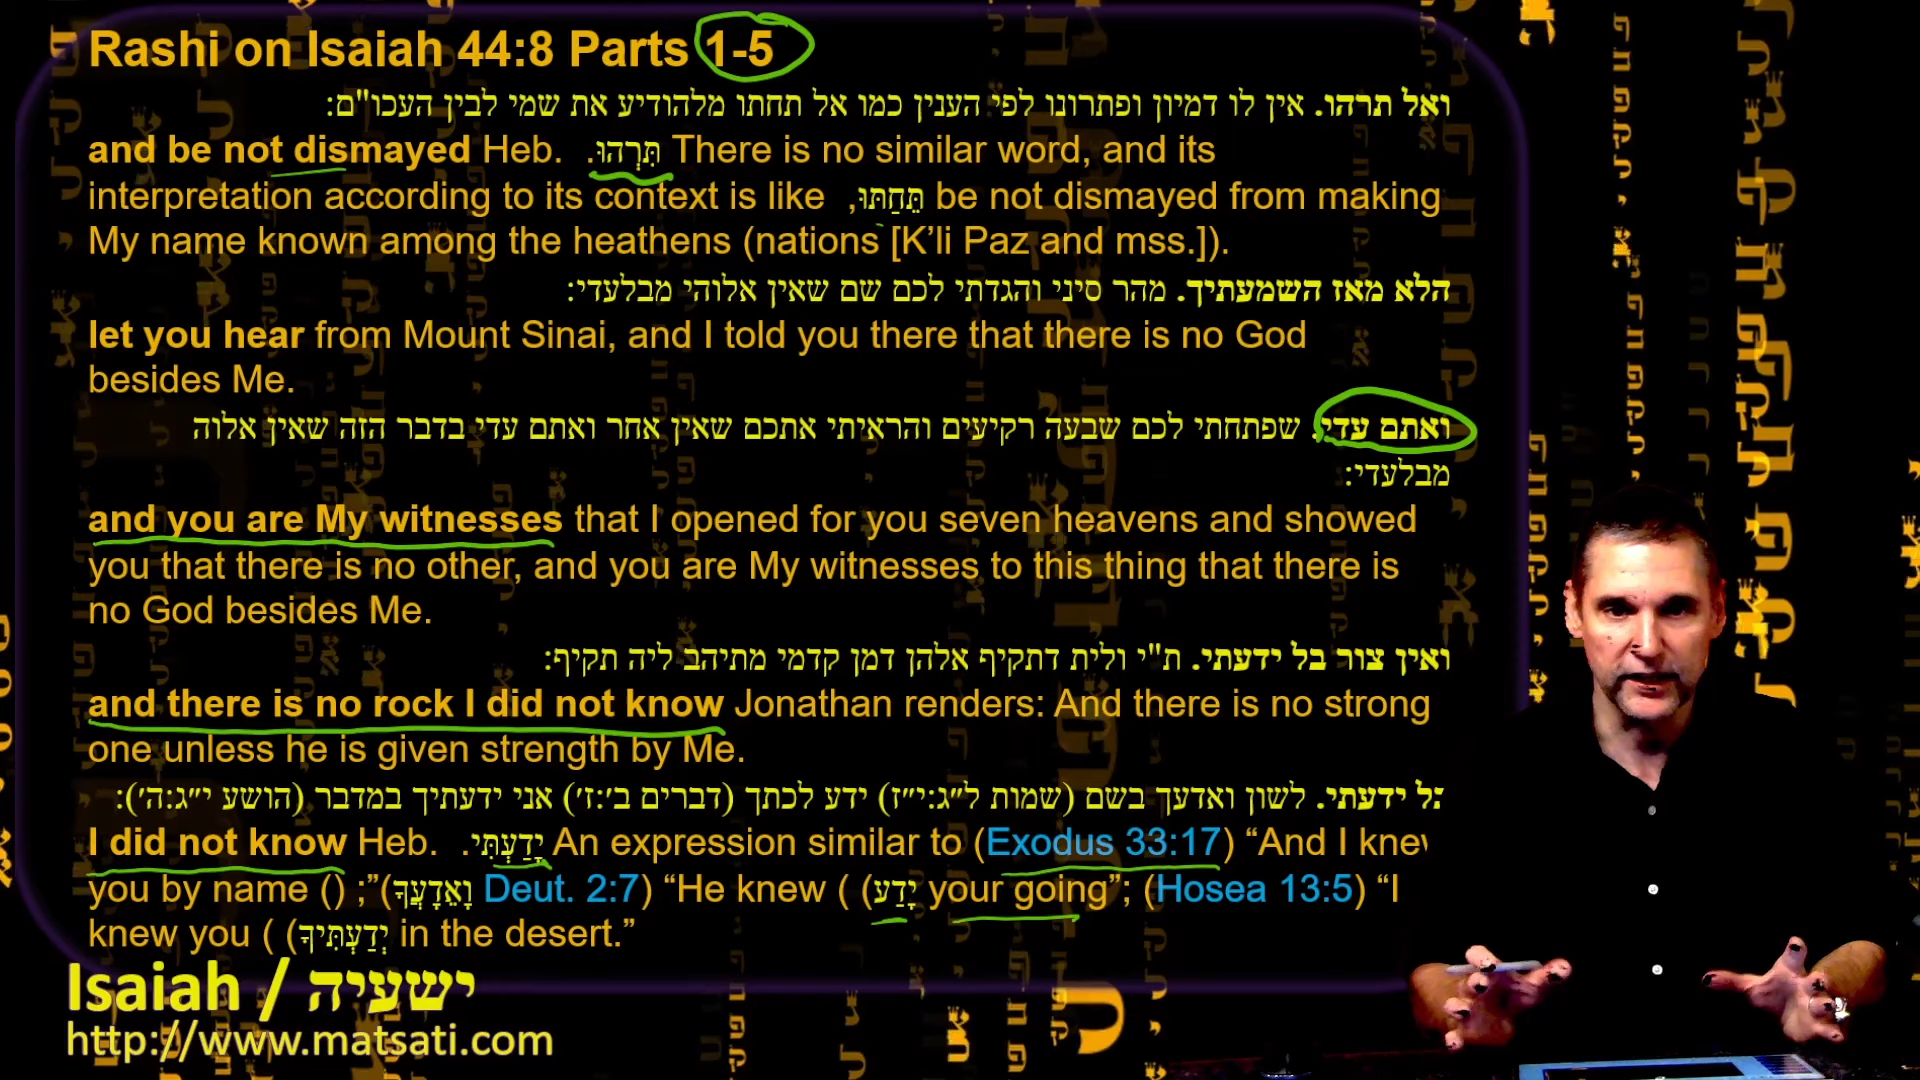 Rashi on Isaiah 44:8 Parts 1-5
ואל תרהו. אין לו דמיון ופתרונו לפי הענין כמו אל תחתו מלהודיע את שמי לבין העכו"ם:
and be not dismayed Heb. תִּרְהוּ. There is no similar word, and its
interpretation according to its context is like תֵּחַתּוּ, be not dismayed from making
My name known among the heathens (nations [K’li Paz and mss.]).
הלא מאז השמעתיך. מהר סיני והגדתי לכם שם שאין אלוהי מבלעדי:
let you hear from Mount Sinai, and I told you there that there is no God
besides Me.
ואתם עדי. שפתחתי לכם שבעה רקיעים והראיתי אתכם שאין אחר ואתם עדי בדבר הזה שאין אלוה
מבלעדי:
and you are My witnesses that I opened for you seven heavens and showed
you that there is no other, and you are My witnesses to this thing that there is
no God besides Me.
ואין צור בל ידעתי. ת"י ולית דתקיף אלהן דמן קדמי מתיהב ליה תקיף:
and there is no rock I did not know Jonathan renders: And there is no strong
one unless he is given strength by Me.
בל ידעתי. לשון ואדעך בשם (שמות ל״ג:י״ז) ידע לכתך (דברים ב׳:ז׳) אני ידעתיך במדבר (הושע י״ג:ה׳):
I did not know Heb. יָדַעְתִּי. An expression similar to (Exodus 33:17) “And I knew
you by name () ;”(וָאֵדָעֲךָ Deut. 2:7) “He knew ( (יָדַע your going”; (Hosea 13:5) “I
knew you ( (יְדַעְתִּיךָ in the desert.”
Isaiah / ישעיה
http://www.matsati.com